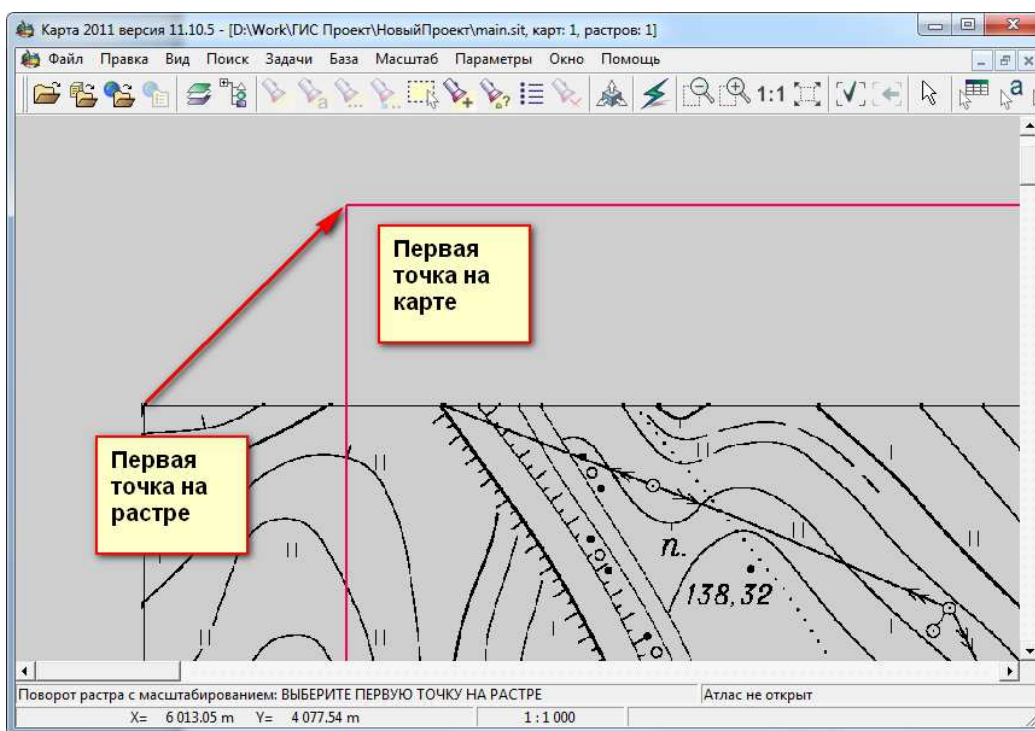 Карта 2011 версия 11.10.5 - [D:\Work\ГИС Проект\НовыйПроект\main.sit, карт: 1, растров: 1]
Файл Правка Вид Поиск Задачи База Масштаб Параметры Окно Помощь
1:1
a
Первая
точка на
карте
Первая
точка на
растре
п.
138,32
Поворот растра с масштабированием: ВЫБЕРИТЕ ПЕРВУЮ ТОЧКУ НА РАСТРЕ Атлас не открыт
X= 6 013.05 m Y= 4 077.54 m 1 : 1 000